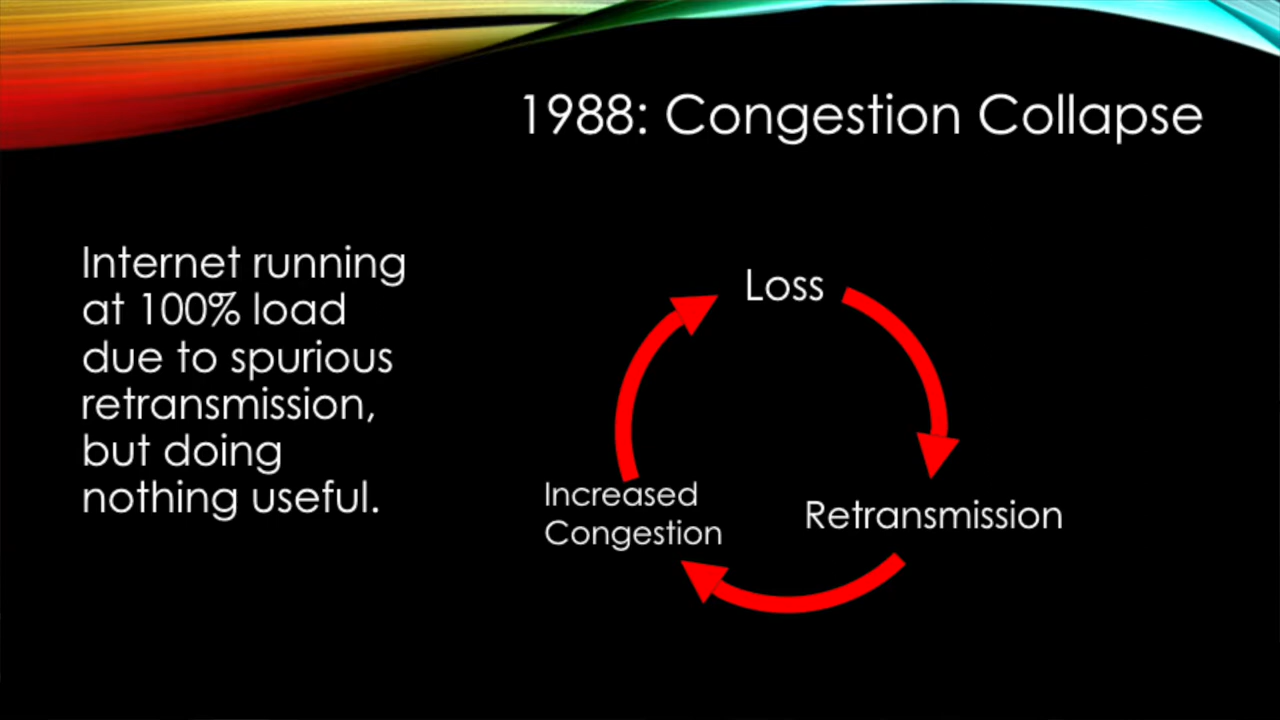 1988: Congestion Collapse
Internet running
at 100% load
due to spurious
retransmission,
but doing
nothing useful.
Loss
Retransmission
Increased
Congestion